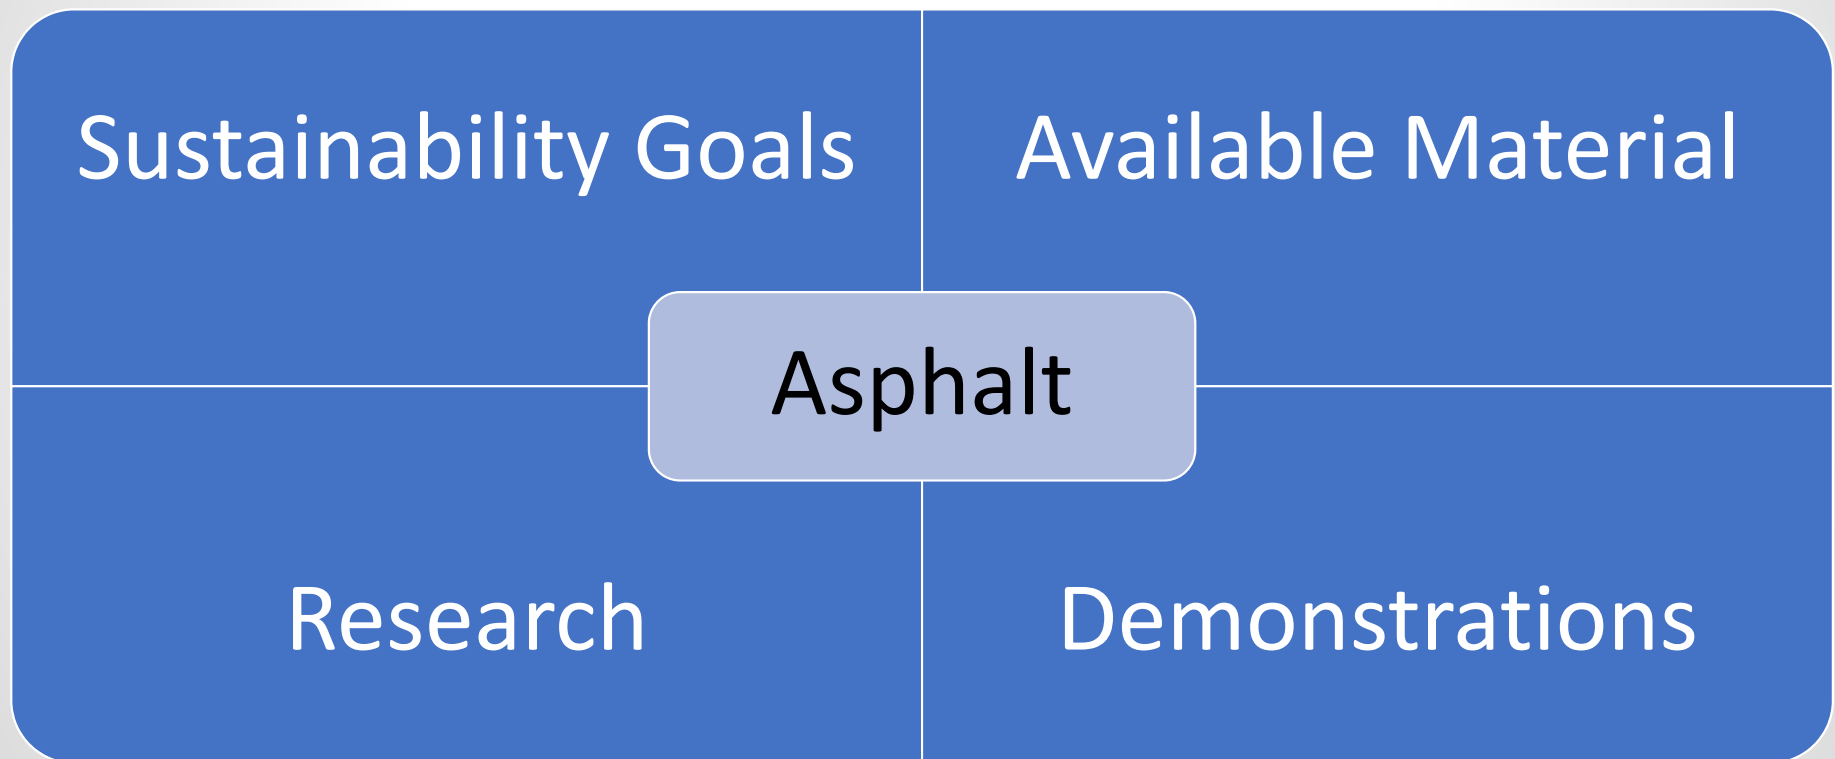 Sustainability Goals
Available Material
Asphalt
Research
Demonstrations